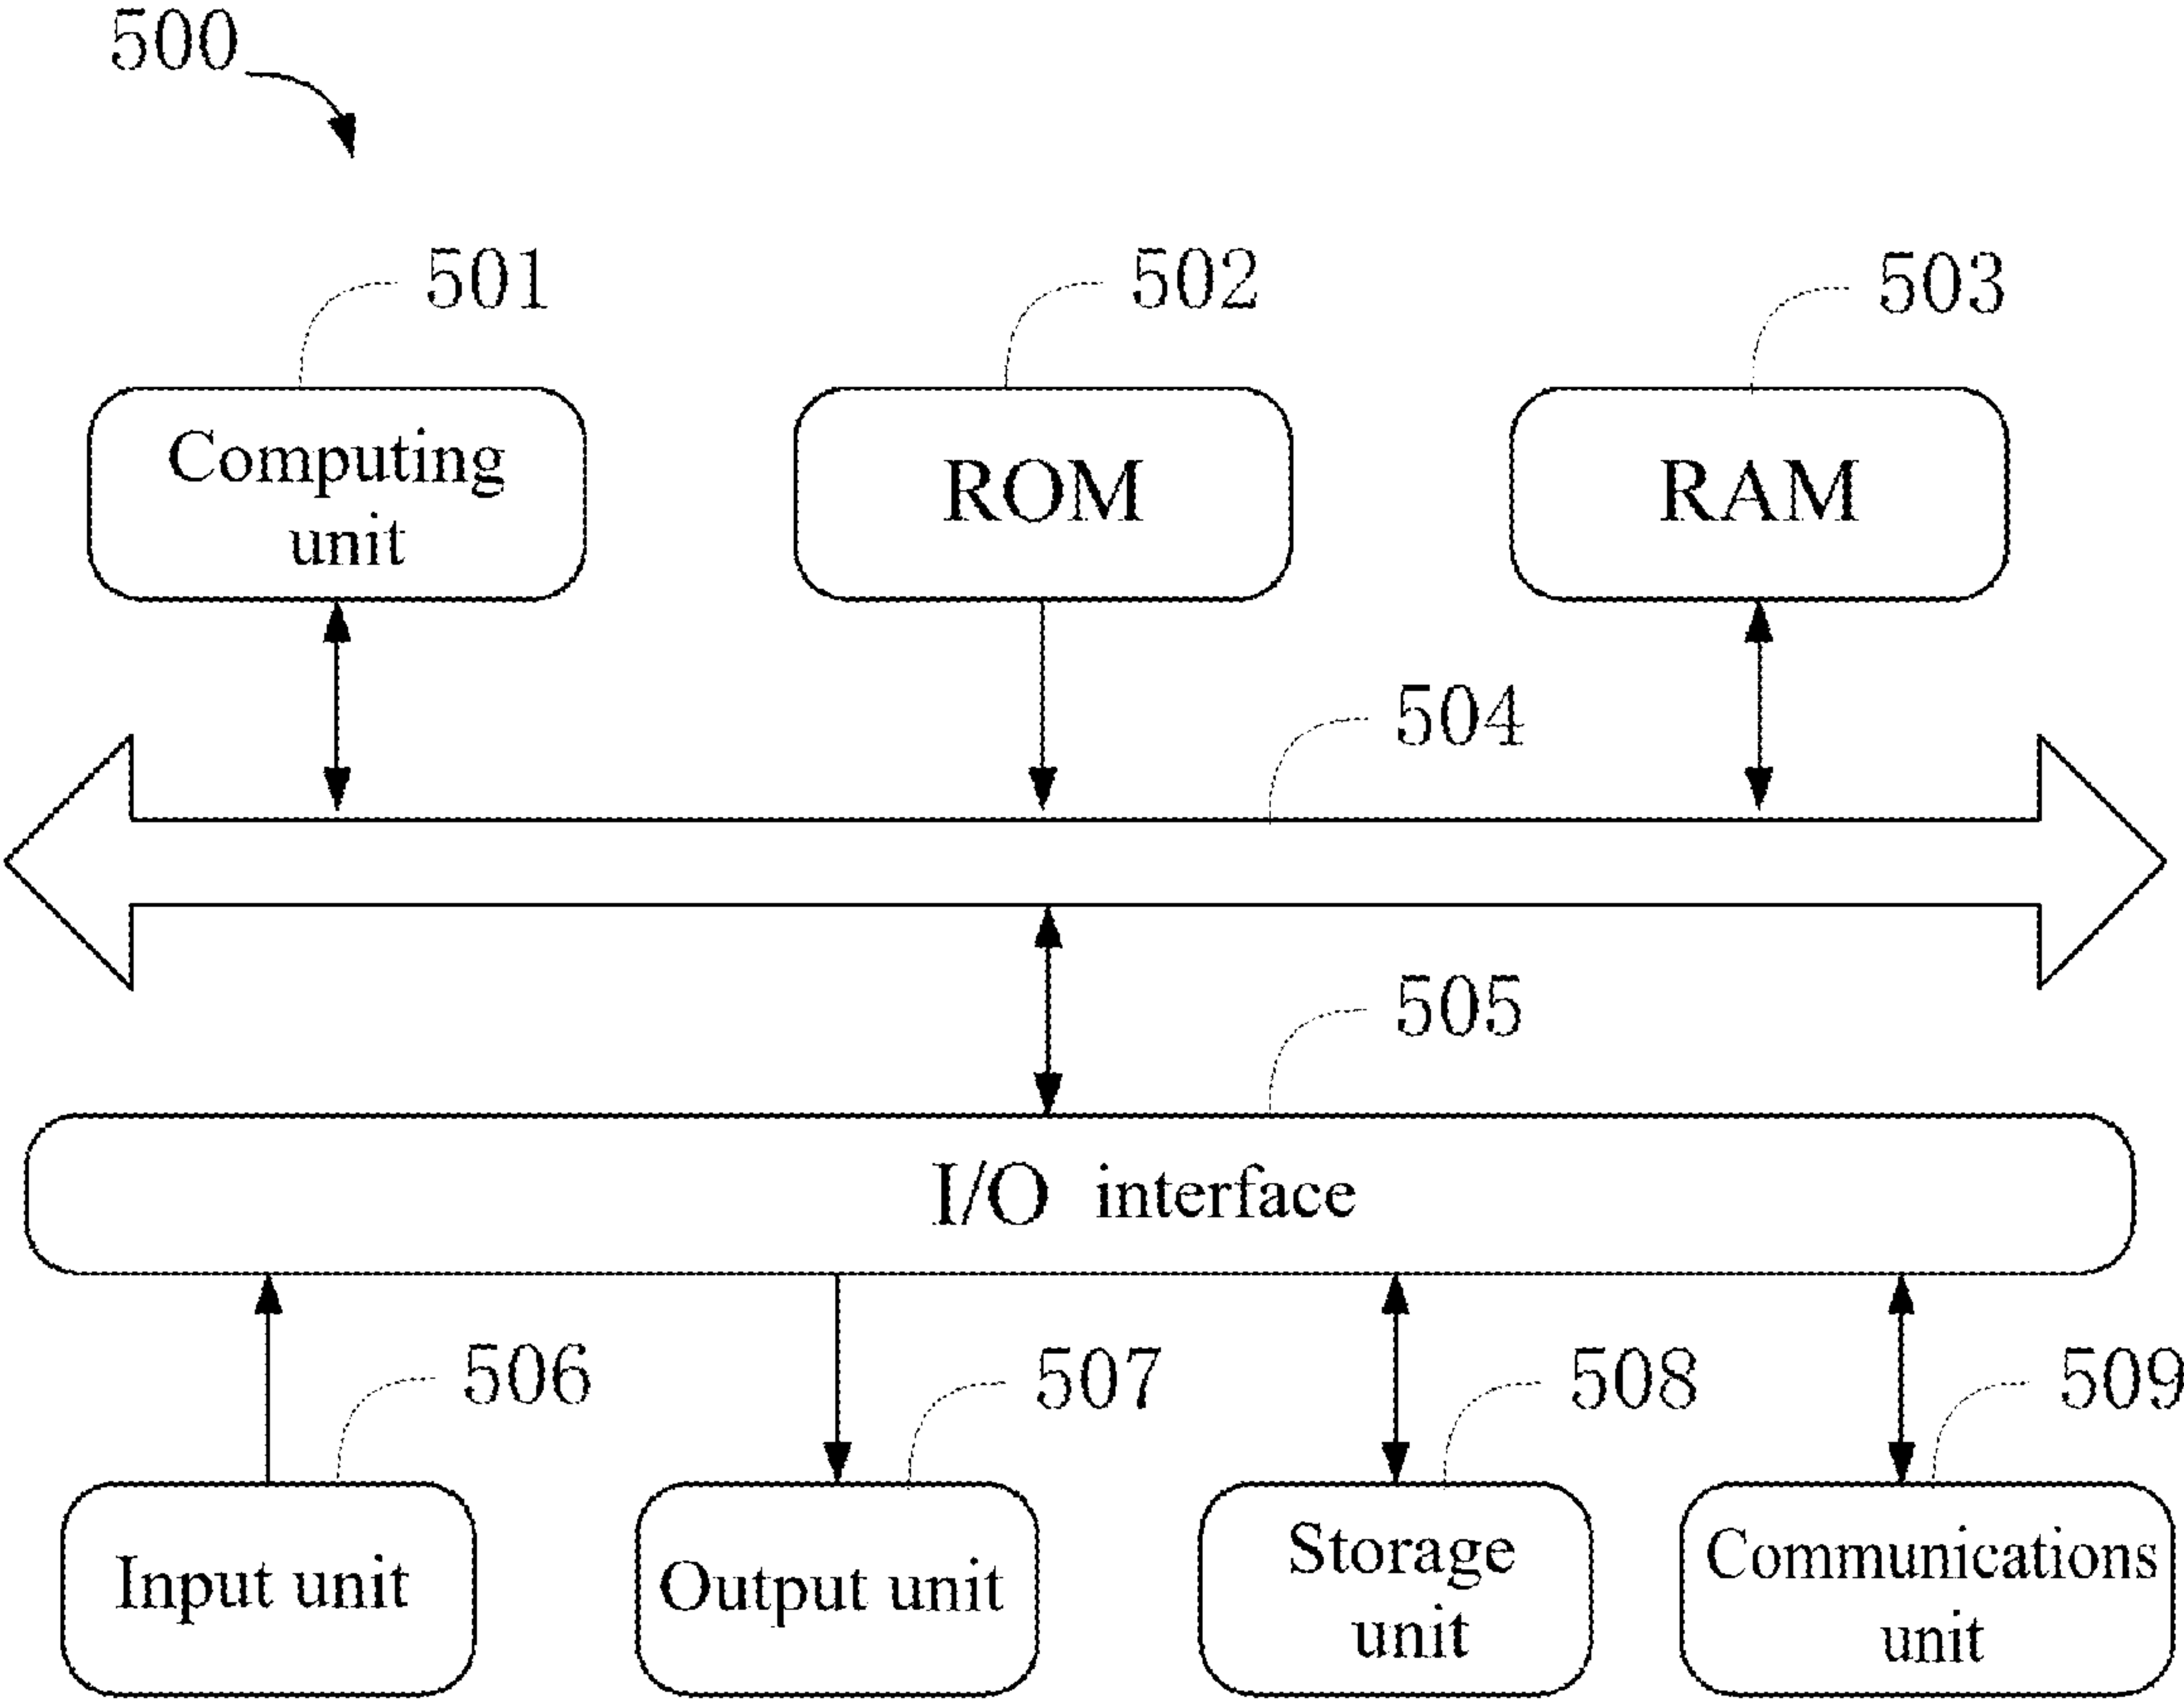 500
501
502
503
Computing
unit
ROM
RAM
504
505
I/O interface
506
507
508
509
Input unit
Output unit
Storage
unit
Communications
unit